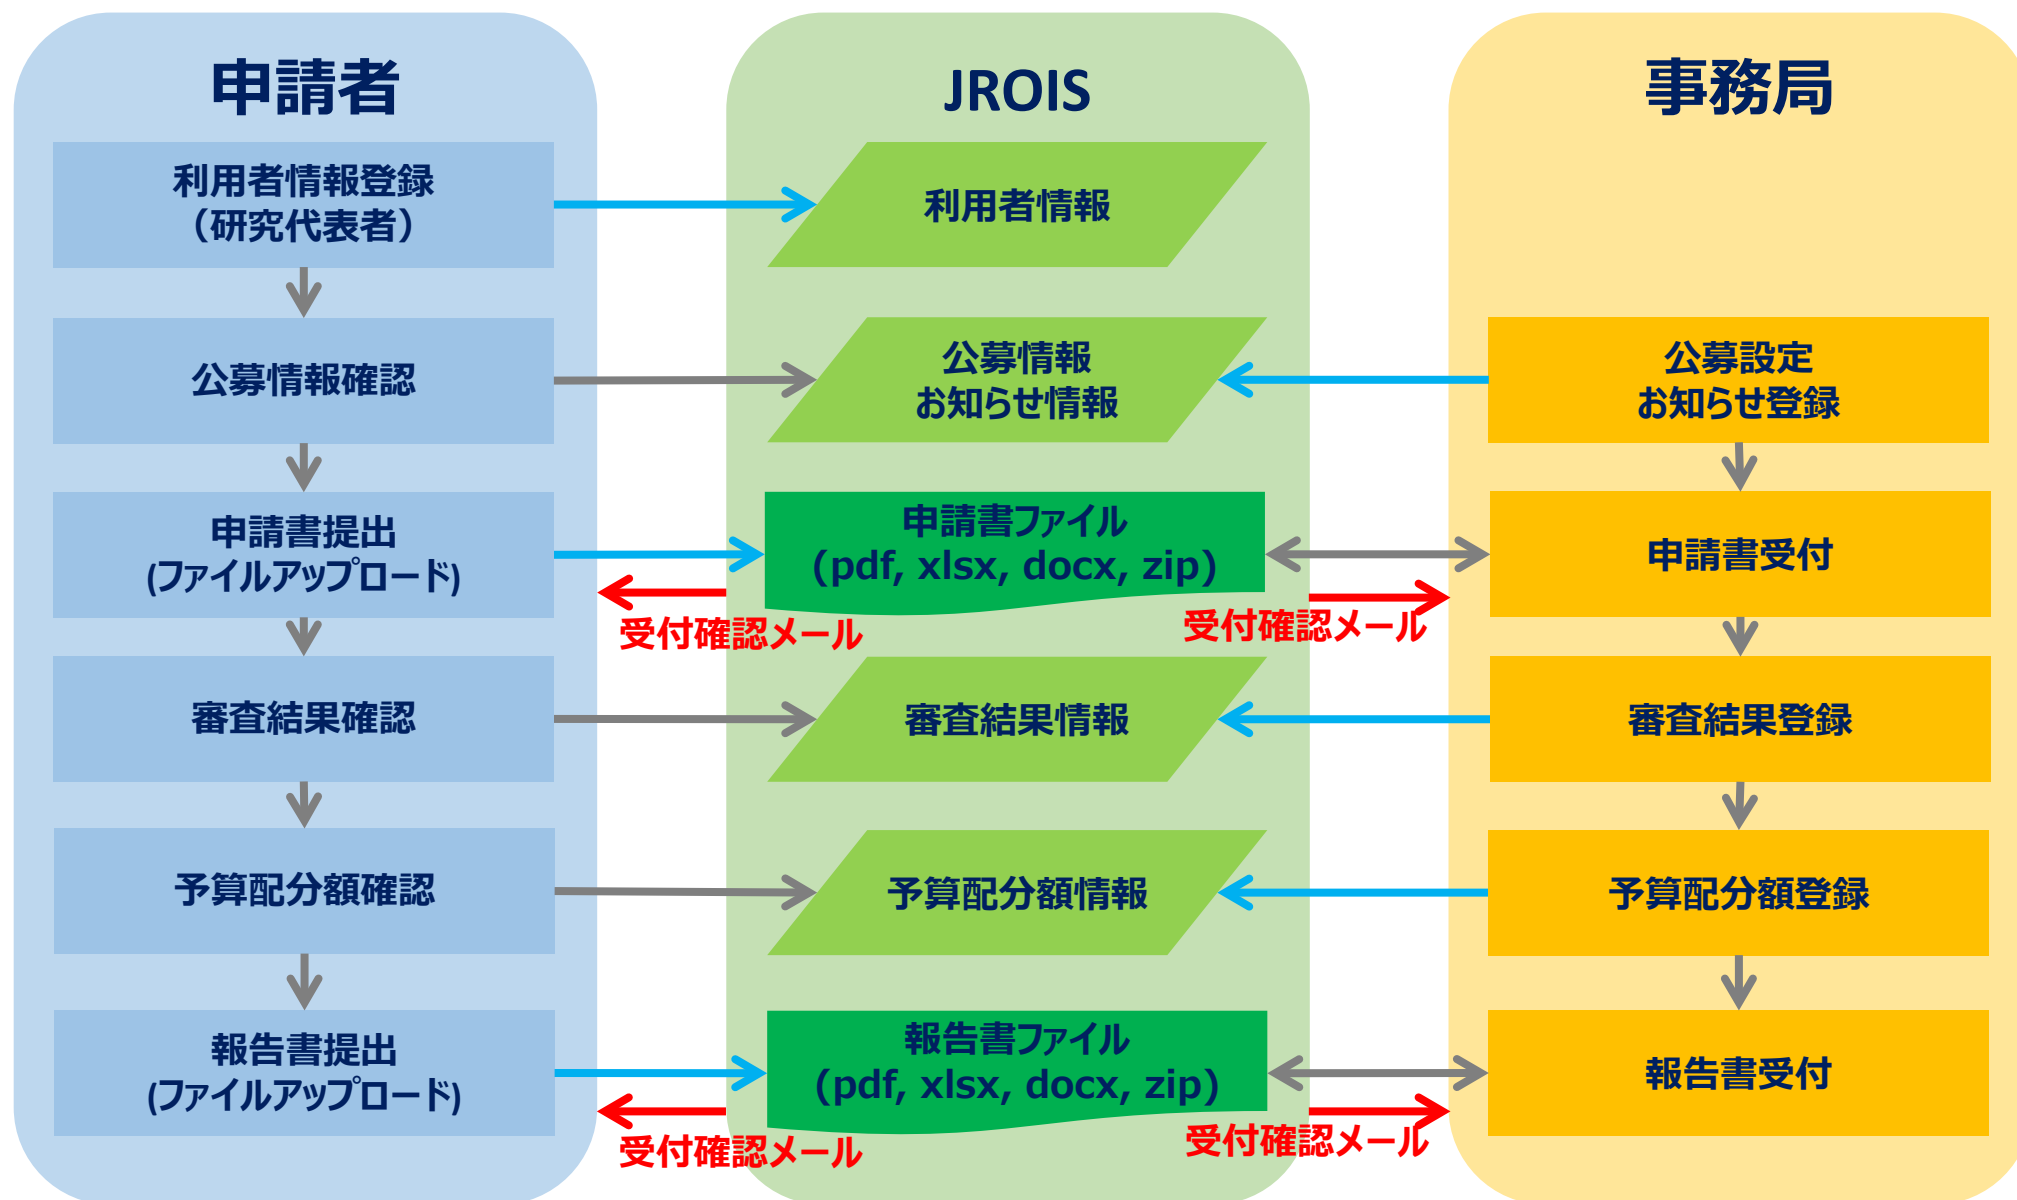 申請者
JROIS
事務局
利用者情報登録
（研究代表者）
利用者情報
公募情報確認
公募情報
お知らせ情報
公募設定
お知らせ登録
申請書提出
(ファイルアップロード)
申請書ファイル
(pdf, xlsx, docx, zip)
申請書受付
受付確認メール
受付確認メール
審査結果確認
審査結果情報
審査結果登録
予算配分額確認
予算配分額情報
予算配分額登録
報告書提出
(ファイルアップロード)
報告書ファイル
(pdf, xlsx, docx, zip)
報告書受付
受付確認メール
受付確認メール